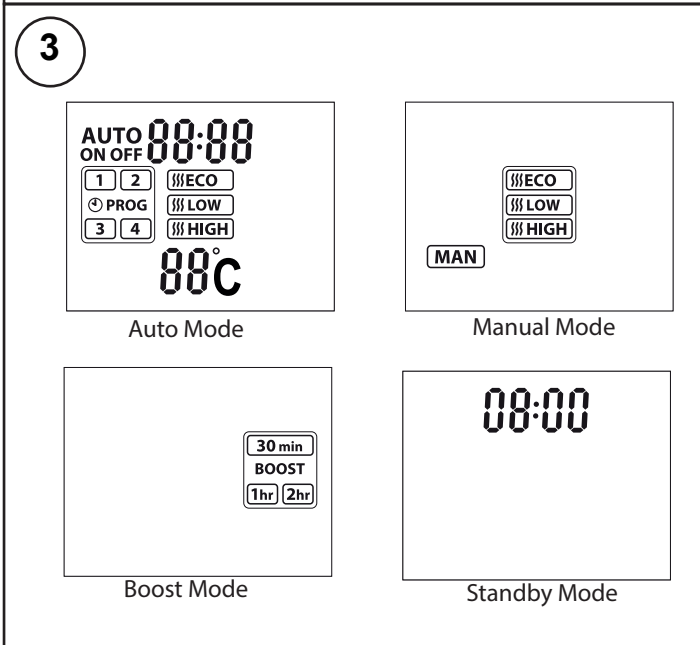 3
AUTO 88:88
ON OFF
1 2 ECO
PROG LOW
3 4 HIGH
88°C
Auto Mode
ECO
LOW
HIGH
MAN
Manual Mode
30 min
BOOST
1hr 2hr
Boost Mode
08:00
Standby Mode